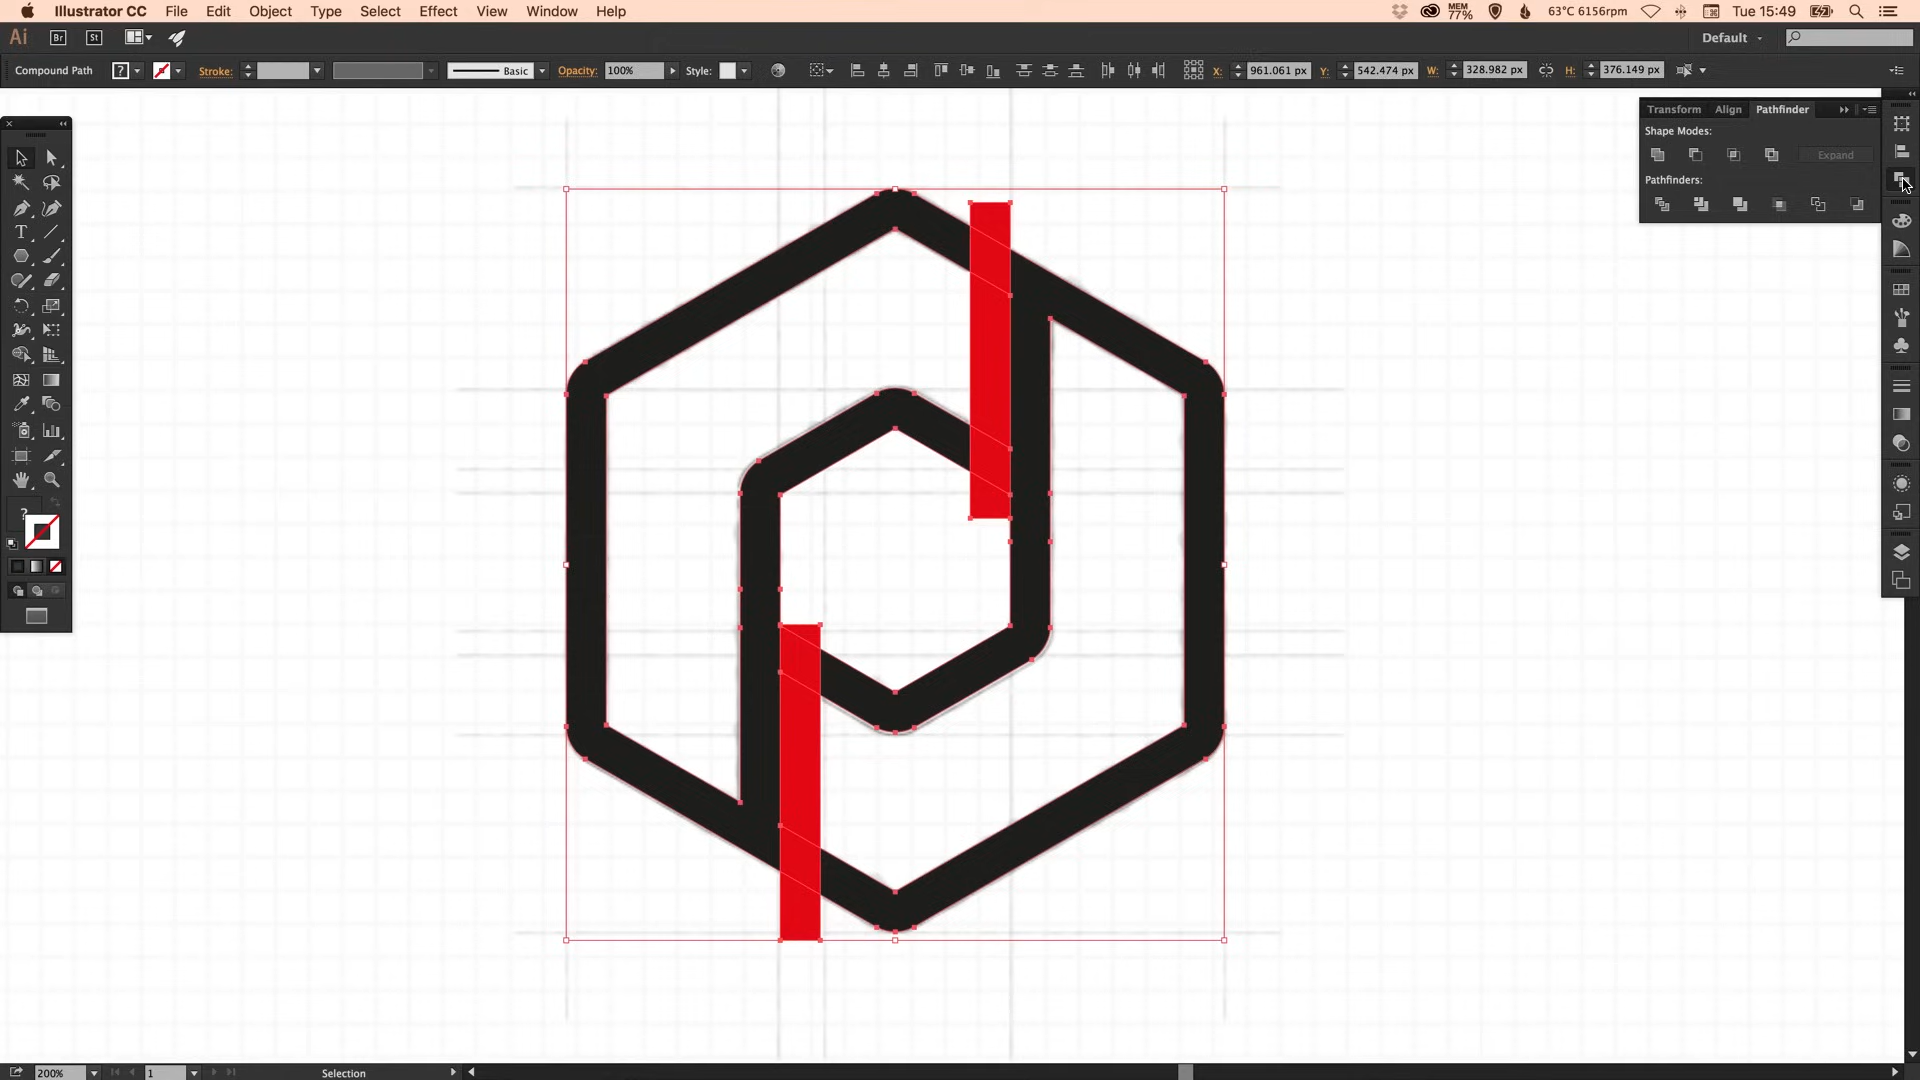 Illustrator CC File Edit Object Type Select Effect View Window Help MEM 77% 63°C 6156rpm Tue 15:49
Ai Br St Default
Compound Path ? Stroke: Basic Opacity: 100% Style: X: 961.061 px Y: 542.474 px W: 328.982 px H: 376.149 px
Transform Align Pathfinder
Shape Modes:
Expand
Pathfinders:
T
?
200% 1 Selection